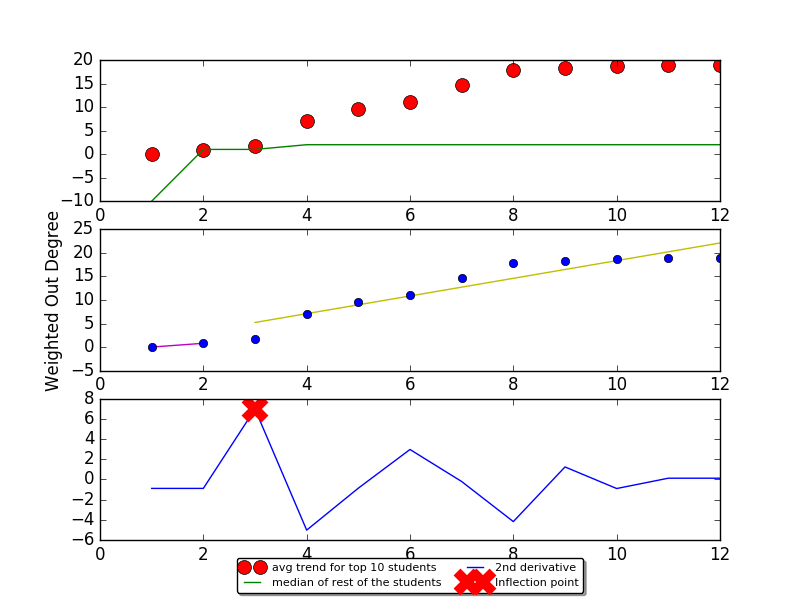 20
15
10
5
0
−5
−10
0 2 4 6 8 10 12
Weighted Out Degree
25
20
15
10
5
0
−5
0 2 4 6 8 10 12
8
6
4
2
0
−2
−4
−6
0 2 4 6 8 10 12
avg trend for top 10 students
median of rest of the students
2nd derivative
Inflection point